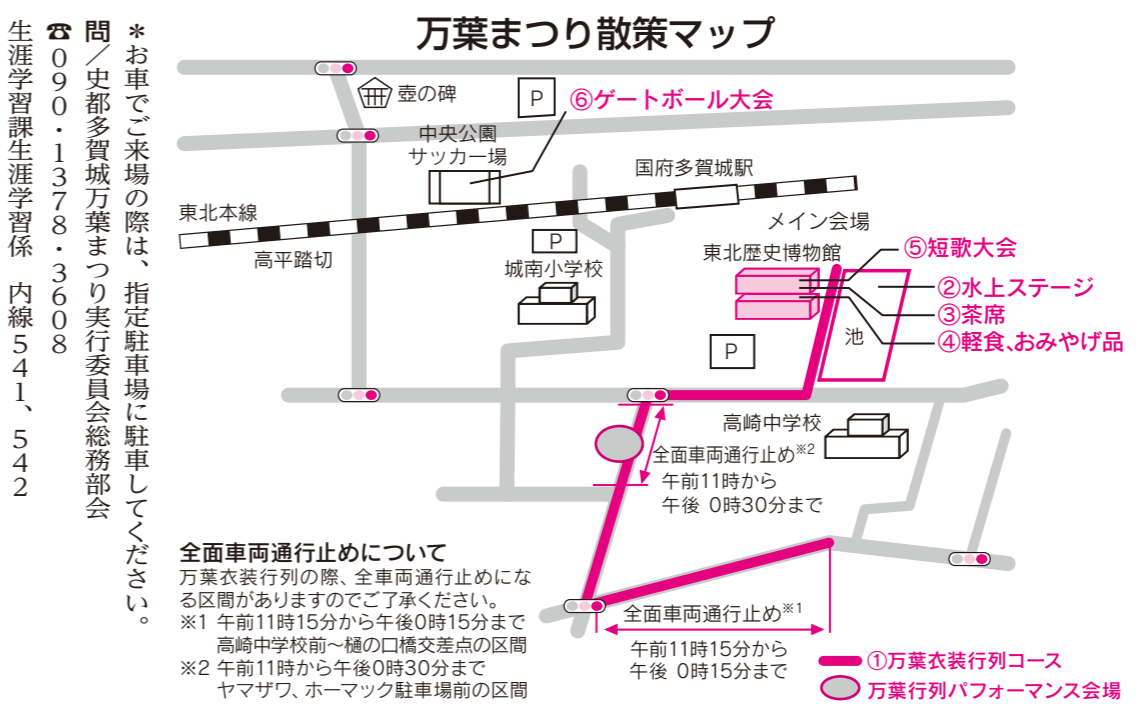 万葉まつり散策マップ
＊お車でご来場の際は、指定駐車場に駐車してください。
問／史都多賀城万葉まつり実行委員会総務部会
☎090・1378・3608
生涯学習課生涯学習係　内線541、542
壺の碑
P
⑥ゲートボール大会
中央公園
サッカー場
国府多賀城駅
東北本線
高平踏切
P
城南小学校
メイン会場
東北歴史博物館
⑤短歌大会
②水上ステージ
③茶席
④軽食、おみやげ品
池
P
高崎中学校
全面車両通行止め※2
午前11時から
午後 0時30分まで
全面車両通行止めについて
万葉衣装行列の際、全車両通行止めにな
る区間がありますのでご了承ください。
※1 午前11時15分から午後0時15分まで
高崎中学校前～樋の口橋交差点の区間
※2 午前11時から午後0時30分まで
ヤマザワ、ホーマック駐車場前の区間
全面車両通行止め※1
午前11時15分から
午後 0時15分まで
①万葉衣装行列コース
万葉行列パフォーマンス会場